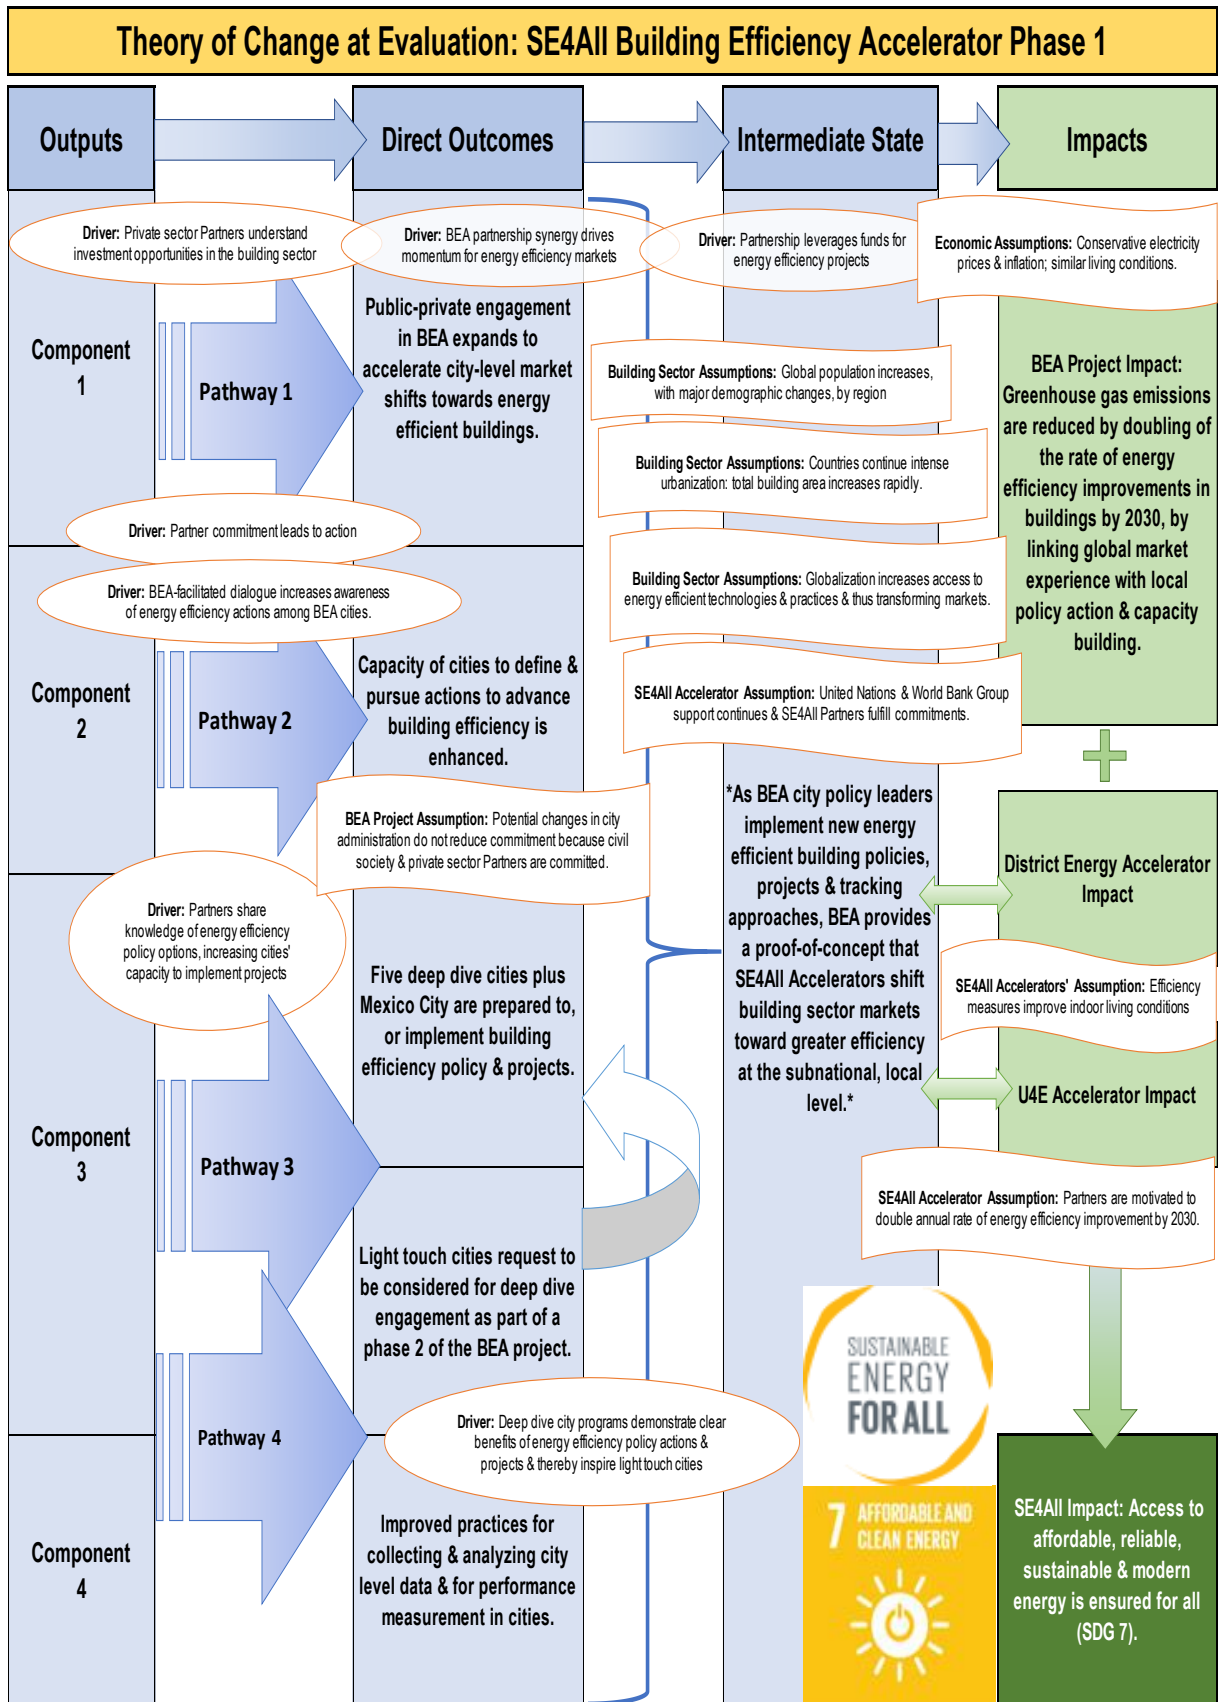 Theory of Change at Evaluation: SE4All Building Efficiency Accelerator Phase 1
Outputs
Direct Outcomes
Intermediate State
Impacts
Driver: Private sector Partners understand
investment opportunities in the building sector
Driver: BEA partnership synergy drives
momentum for energy efficiency markets
Driver: Partnership leverages funds for
energy efficiency projects
Economic Assumptions: Conservative electricity
prices & inflation; similar living conditions.
Component
1
Pathway 1
Public-private engagement
in BEA expands to
accelerate city-level market
shifts towards energy
efficient buildings.
Building Sector Assumptions: Global population increases,
with major demographic changes, by region
Building Sector Assumptions: Countries continue intense
urbanization: total building area increases rapidly.
BEA Project Impact:
Greenhouse gas emissions
are reduced by doubling of
the rate of energy
efficiency improvements in
buildings by 2030, by
linking global market
experience with local
policy action & capacity
building.
Driver: Partner commitment leads to action
Driver: BEA-facilitated dialogue increases awareness
of energy efficiency actions among BEA cities.
Building Sector Assumptions: Globalization increases access to
energy efficient technologies & practices & thus transforming markets.
Component
2
Pathway 2
Capacity of cities to define &
pursue actions to advance
building efficiency is
enhanced.
SE4All Accelerator Assumption: United Nations & World Bank Group
support continues & SE4All Partners fulfill commitments.
BEA Project Assumption: Potential changes in city
administration do not reduce commitment because civil
society & private sector Partners are committed.
*As BEA city policy leaders
implement new energy
efficient building policies,
projects & tracking
approaches, BEA provides
a proof-of-concept that
SE4All Accelerators shift
building sector markets
toward greater efficiency
at the subnational, local
level.*
District Energy Accelerator
Impact
Driver: Partners share
knowledge of energy efficiency
policy options, increasing cities'
capacity to implement projects
Five deep dive cities plus
Mexico City are prepared to,
or implement building
efficiency policy & projects.
SE4All Accelerators' Assumption: Efficiency
measures improve indoor living conditions
U4E Accelerator Impact
Component
3
Pathway 3
SE4All Accelerator Assumption: Partners are motivated to
double annual rate of energy efficiency improvement by 2030.
Light touch cities request to
be considered for deep dive
engagement as part of a
phase 2 of the BEA project.
SUSTAINABLE
ENERGY
FOR ALL
Pathway 4
Driver: Deep dive city programs demonstrate clear
benefits of energy efficiency policy actions &
projects & thereby inspire light touch cities
Component
4
Improved practices for
collecting & analyzing city
level data & for performance
measurement in cities.
7 AFFORDABLE AND
CLEAN ENERGY
SE4All Impact: Access to
affordable, reliable,
sustainable & modern
energy is ensured for all
(SDG 7).